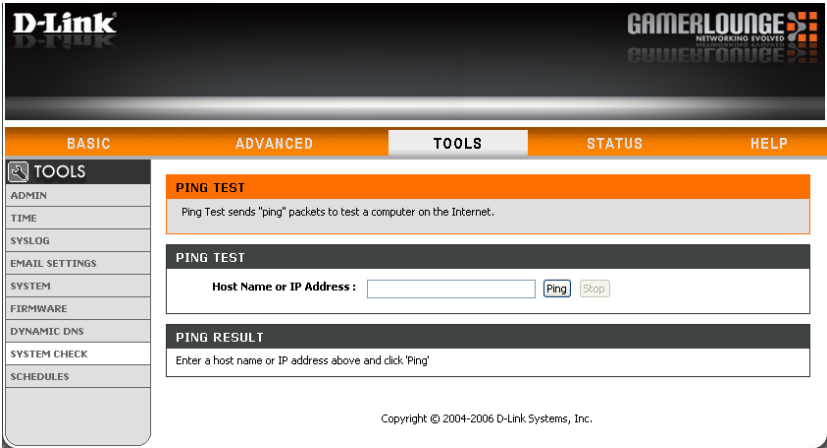 D-Link
GAMERLOUNGE
NETWORKING EVOLVED
BASIC ADVANCED TOOLS STATUS HELP
TOOLS
ADMIN
TIME
SYSLOG
EMAIL SETTINGS
SYSTEM
FIRMWARE
DYNAMIC DNS
SYSTEM CHECK
SCHEDULES
PING TEST
Ping Test sends "ping" packets to test a computer on the Internet.
PING TEST
Host Name or IP Address : Ping Stop
PING RESULT
Enter a host name or IP address above and click 'Ping'
Copyright © 2004-2006 D-Link Systems, Inc.